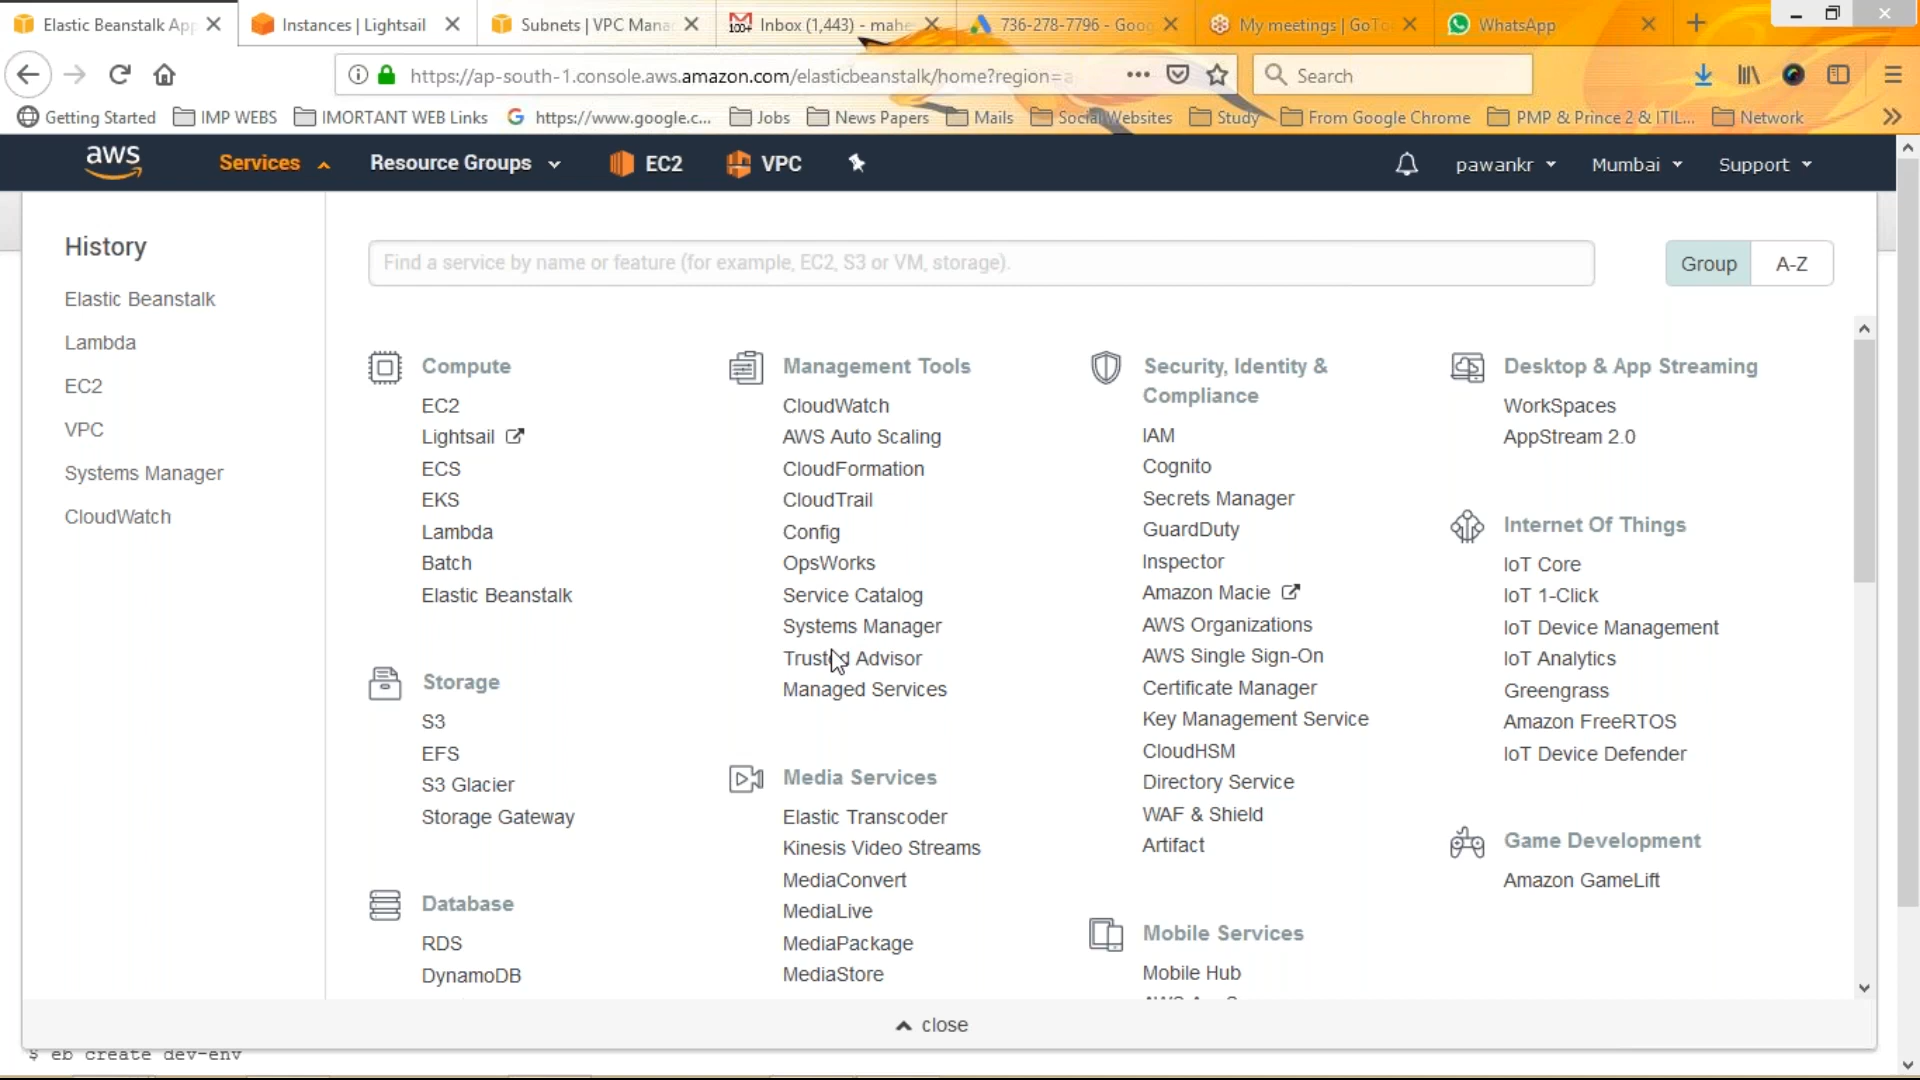 Elastic Beanstalk App
Instances | Lightsail
Subnets | VPC Mana
Inbox (1,443) - mahe
736-278-7796 - Goog
My meetings | GoTo
WhatsApp
https://ap-south-1.console.aws.amazon.com/elasticbeanstalk/home?region=a
Search
Getting Started
IMP WEBS
IMORTANT WEB Links
https://www.google.c...
Jobs
News Papers
Mails
Social Websites
Study
From Google Chrome
PMP & Prince 2 & ITIL...
Network
aws
Services
Resource Groups
EC2
VPC
pawankr
Mumbai
Support
History
Elastic Beanstalk
Lambda
EC2
VPC
Systems Manager
CloudWatch
Find a service by name or feature (for example, EC2, S3 or VM, storage).
Group
A-Z
Compute
EC2
Lightsail
ECS
EKS
Lambda
Batch
Elastic Beanstalk
Storage
S3
EFS
S3 Glacier
Storage Gateway
Database
RDS
DynamoDB
Management Tools
CloudWatch
AWS Auto Scaling
CloudFormation
CloudTrail
Config
OpsWorks
Service Catalog
Systems Manager
Trusted Advisor
Managed Services
Media Services
Elastic Transcoder
Kinesis Video Streams
MediaConvert
MediaLive
MediaPackage
MediaStore
Security, Identity &
Compliance
IAM
Cognito
Secrets Manager
GuardDuty
Inspector
Amazon Macie
AWS Organizations
AWS Single Sign-On
Certificate Manager
Key Management Service
CloudHSM
Directory Service
WAF & Shield
Artifact
Mobile Services
Mobile Hub
Desktop & App Streaming
WorkSpaces
AppStream 2.0
Internet Of Things
IoT Core
IoT 1-Click
IoT Device Management
IoT Analytics
Greengrass
Amazon FreeRTOS
IoT Device Defender
Game Development
Amazon GameLift
close
$ eb create dev-env